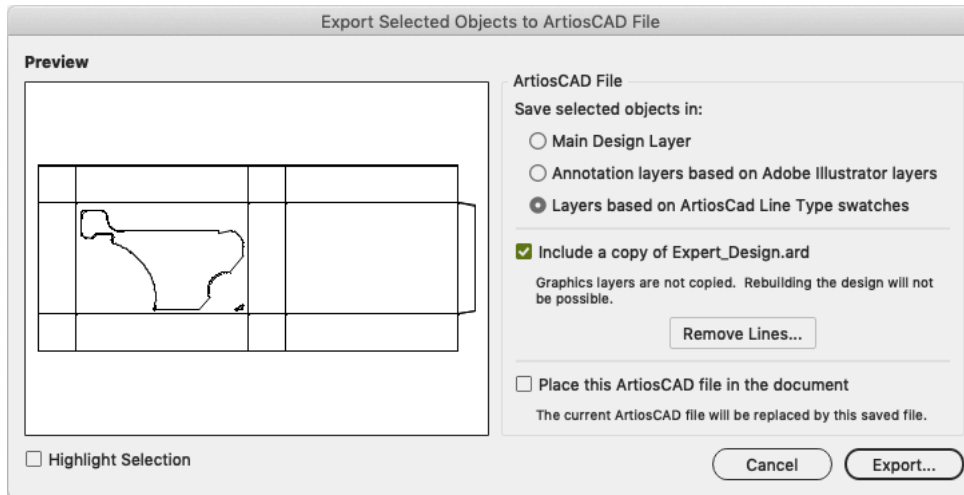 Export Selected Objects to ArtiosCAD File
Preview
ArtiosCAD File
Save selected objects in:
Main Design Layer
Annotation layers based on Adobe Illustrator layers
Layers based on ArtiosCad Line Type swatches
Include a copy of Expert_Design.ard
Graphics layers are not copied.  Rebuilding the design will not
be possible.
Remove Lines...
Place this ArtiosCAD file in the document
The current ArtiosCAD file will be replaced by this saved file.
Highlight Selection
Cancel
Export...